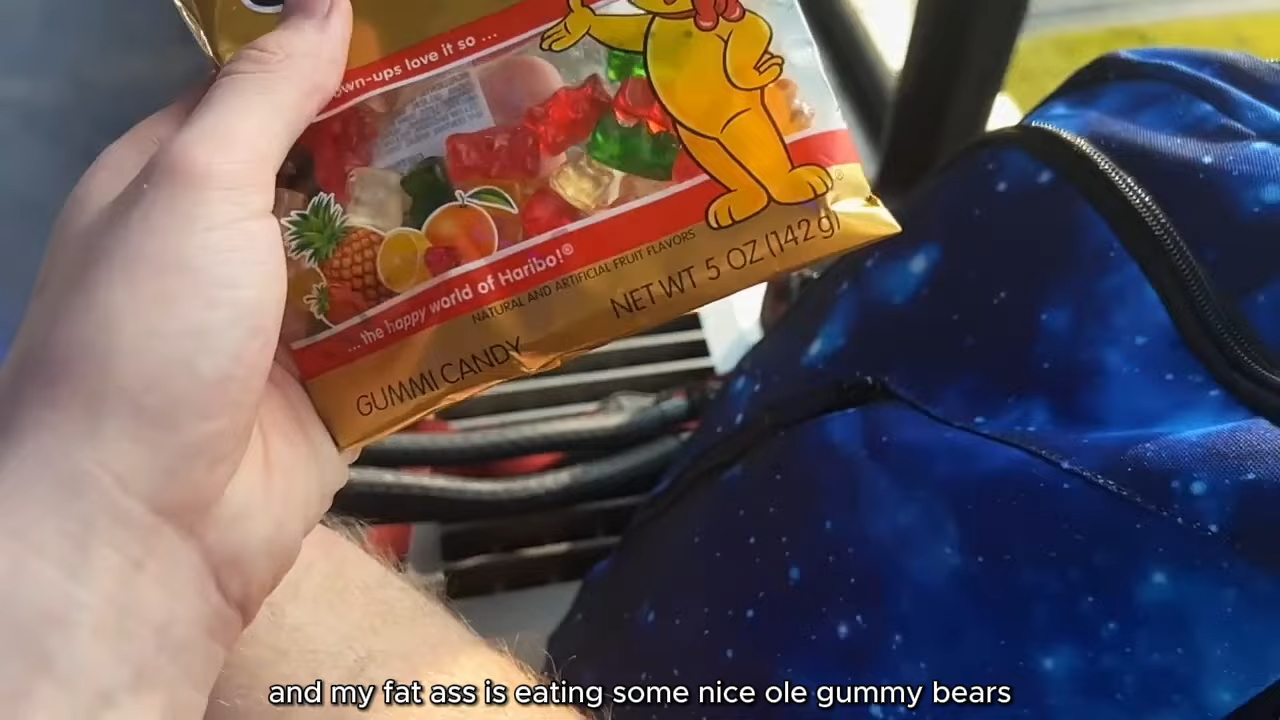 own-ups love it so ...
... the happy world of Haribo!®
NATURAL AND ARTIFICIAL FRUIT FLAVORS
NET WT 5 OZ (142 g)
GUMMI CANDY
and my fat ass is eating some nice ole gummy bears